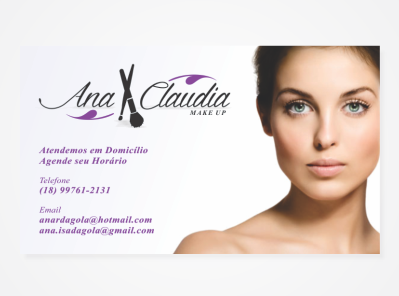 Ana Claudia
MAKE UP
Atendemos em Domicílio
Agende seu Horário
Telefone
(18) 99761-2131
Email
anardagola@hotmail.com
ana.isadagola@gmail.com